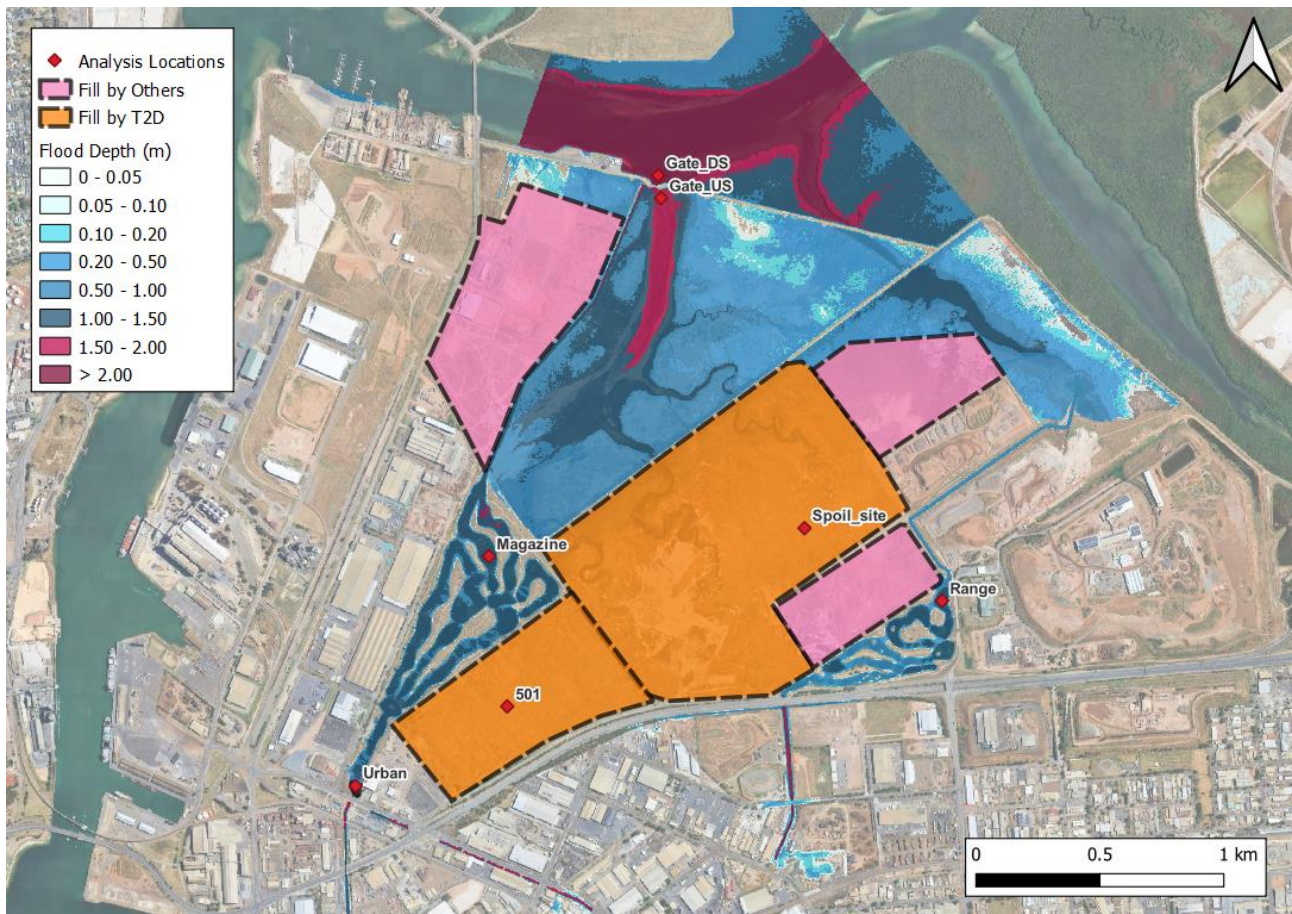 Analysis Locations
Fill by Others
Fill by T2D
Flood Depth (m)
0 - 0.05
0.05 - 0.10
0.10 - 0.20
0.20 - 0.50
0.50 - 1.00
1.00 - 1.50
1.50 - 2.00
> 2.00
Gate_DS
Gate_US
Spoil_site
Magazine
Range
501
Urban
0 0.5 1 km